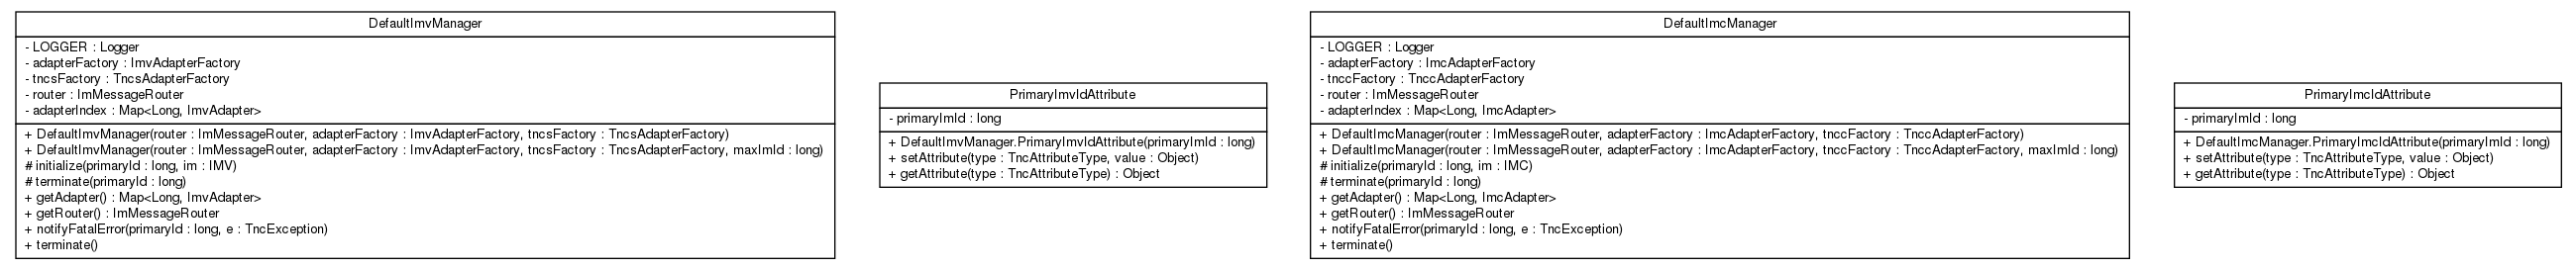 DefaultImvManager
- LOGGER : Logger
- adapterFactory : ImvAdapterFactory
- tncsFactory : TncsAdapterFactory
- router : ImMessageRouter
- adapterIndex : Map<Long, ImvAdapter>
+ DefaultImvManager(router : ImMessageRouter, adapterFactory : ImvAdapterFactory, tncsFactory : TncsAdapterFactory)
+ DefaultImvManager(router : ImMessageRouter, adapterFactory : ImvAdapterFactory, tncsFactory : TncsAdapterFactory, maxImId : long)
# initialize(primaryId : long, im : IMV)
# terminate(primaryId : long)
+ getAdapter() : Map<Long, ImvAdapter>
+ getRouter() : ImMessageRouter
+ notifyFatalError(primaryId : long, e : TncException)
+ terminate()
PrimaryImvIdAttribute
- primaryImId : long
+ DefaultImvManager.PrimaryImvIdAttribute(primaryImId : long)
+ setAttribute(type : TncAttributeType, value : Object)
+ getAttribute(type : TncAttributeType) : Object
DefaultImcManager
- LOGGER : Logger
- adapterFactory : ImcAdapterFactory
- tnccFactory : TnccAdapterFactory
- router : ImMessageRouter
- adapterIndex : Map<Long, ImcAdapter>
+ DefaultImcManager(router : ImMessageRouter, adapterFactory : ImcAdapterFactory, tnccFactory : TnccAdapterFactory)
+ DefaultImcManager(router : ImMessageRouter, adapterFactory : ImcAdapterFactory, tnccFactory : TnccAdapterFactory, maxImId : long)
# initialize(primaryId : long, im : IMC)
# terminate(primaryId : long)
+ getAdapter() : Map<Long, ImcAdapter>
+ getRouter() : ImMessageRouter
+ notifyFatalError(primaryId : long, e : TncException)
+ terminate()
PrimaryImcIdAttribute
- primaryImId : long
+ DefaultImcManager.PrimaryImcIdAttribute(primaryImId : long)
+ setAttribute(type : TncAttributeType, value : Object)
+ getAttribute(type : TncAttributeType) : Object